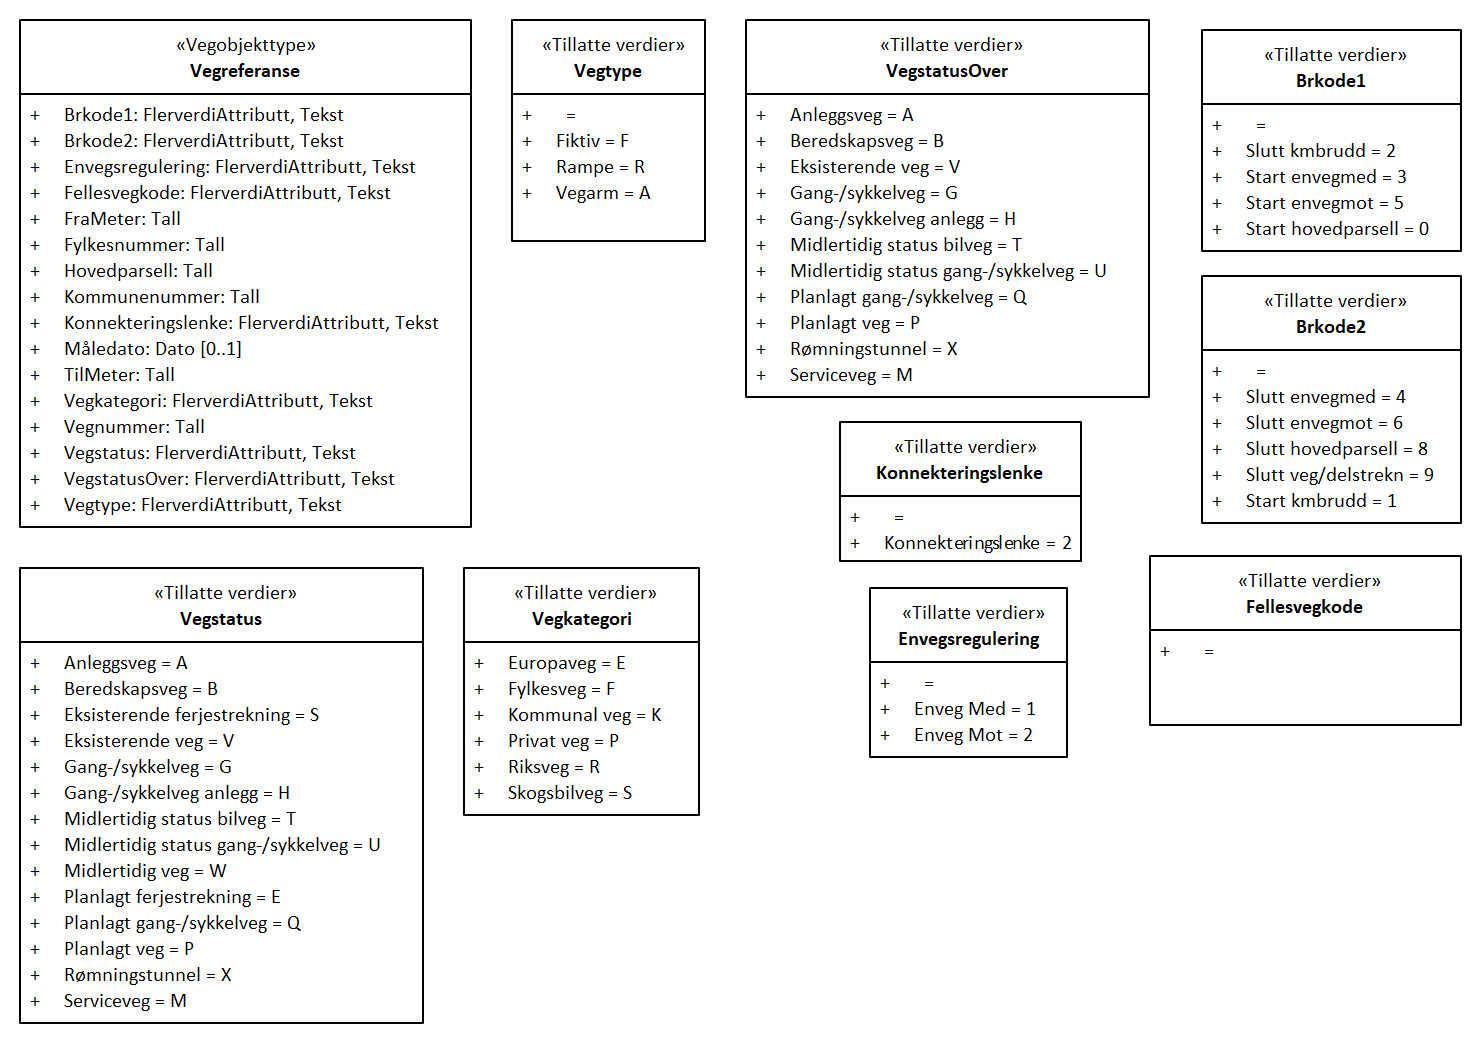 «Vegobjekttype»
Vegreferanse
+ Brkode1: FlerverdiAttributt, Tekst
+ Brkode2: FlerverdiAttributt, Tekst
+ Envegsregulering: FlerverdiAttributt, Tekst
+ Fellesvegkode: FlerverdiAttributt, Tekst
+ FraMeter: Tall
+ Fylkesnummer: Tall
+ Hovedparsell: Tall
+ Kommunenummer: Tall
+ Konnekteringslenke: FlerverdiAttributt, Tekst
+ Måledato: Dato [0..1]
+ TilMeter: Tall
+ Vegkategori: FlerverdiAttributt, Tekst
+ Vegnummer: Tall
+ Vegstatus: FlerverdiAttributt, Tekst
+ VegstatusOver: FlerverdiAttributt, Tekst
+ Vegtype: FlerverdiAttributt, Tekst
«Tillatte verdier»
Vegtype
+ =
+ Fiktiv = F
+ Rampe = R
+ Vegarm = A
«Tillatte verdier»
VegstatusOver
+ Anleggsveg = A
+ Beredskapsveg = B
+ Eksisterende veg = V
+ Gang-/sykkelveg = G
+ Gang-/sykkelveg anlegg = H
+ Midlertidig status bilveg = T
+ Midlertidig status gang-/sykkelveg = U
+ Planlagt gang-/sykkelveg = Q
+ Planlagt veg = P
+ Rømningstunnel = X
+ Serviceveg = M
«Tillatte verdier»
Brkode1
+ =
+ Slutt kmbrudd = 2
+ Start envegmed = 3
+ Start envegmot = 5
+ Start hovedparsell = 0
«Tillatte verdier»
Brkode2
+ =
+ Slutt envegmed = 4
+ Slutt envegmot = 6
+ Slutt hovedparsell = 8
+ Slutt veg/delstrekn = 9
+ Start kmbrudd = 1
«Tillatte verdier»
Konnekteringslenke
+ =
+ Konnekteringslenke = 2
«Tillatte verdier»
Vegstatus
+ Anleggsveg = A
+ Beredskapsveg = B
+ Eksisterende ferjestrekning = S
+ Eksisterende veg = V
+ Gang-/sykkelveg = G
+ Gang-/sykkelveg anlegg = H
+ Midlertidig status bilveg = T
+ Midlertidig status gang-/sykkelveg = U
+ Midlertidig veg = W
+ Planlagt ferjestrekning = E
+ Planlagt gang-/sykkelveg = Q
+ Planlagt veg = P
+ Rømningstunnel = X
+ Serviceveg = M
«Tillatte verdier»
Vegkategori
+ Europaveg = E
+ Fylkesveg = F
+ Kommunal veg = K
+ Privat veg = P
+ Riksveg = R
+ Skogsbilveg = S
«Tillatte verdier»
Envegsregulering
+ =
+ Enveg Med = 1
+ Enveg Mot = 2
«Tillatte verdier»
Fellesvegkode
+ =